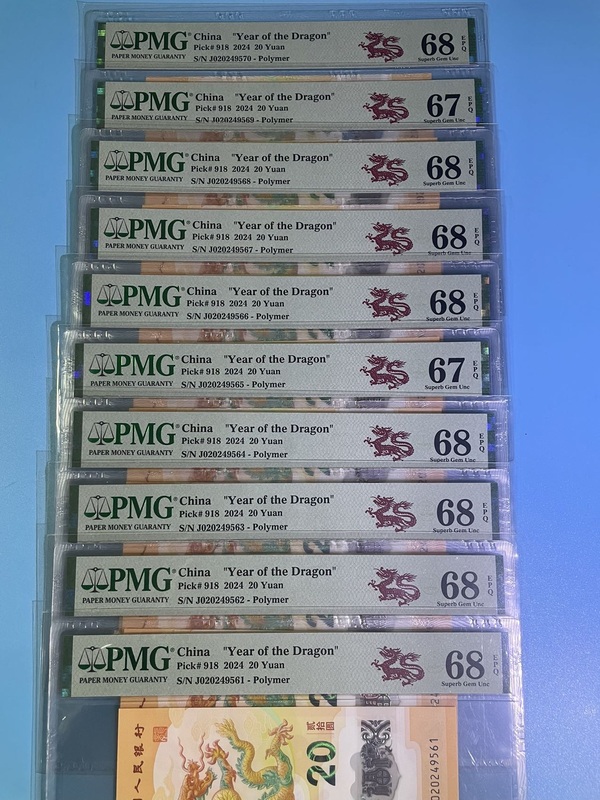 PMG® China "Year of the Dragon" 68 EPQ
Pick# 918 2024 20 Yuan
PAPER MONEY GUARANTY S/N J020249570 - Polymer Superb Gem Unc
PMG® China "Year of the Dragon" 67 EPQ
Pick# 918 2024 20 Yuan
PAPER MONEY GUARANTY S/N J020249569 - Polymer Superb Gem Unc
PMG® China "Year of the Dragon" 68 EPQ
Pick# 918 2024 20 Yuan
PAPER MONEY GUARANTY S/N J020249568 - Polymer Superb Gem Unc
PMG® China "Year of the Dragon" 68 EPQ
Pick# 918 2024 20 Yuan
PAPER MONEY GUARANTY S/N J020249567 - Polymer Superb Gem Unc
PMG® China "Year of the Dragon" 68 EPQ
Pick# 918 2024 20 Yuan
PAPER MONEY GUARANTY S/N J020249566 - Polymer Superb Gem Unc
PMG® China "Year of the Dragon" 67 EPQ
Pick# 918 2024 20 Yuan
PAPER MONEY GUARANTY S/N J020249565 - Polymer Superb Gem Unc
PMG® China "Year of the Dragon" 68 EPQ
Pick# 918 2024 20 Yuan
PAPER MONEY GUARANTY S/N J020249564 - Polymer Superb Gem Unc
PMG® China "Year of the Dragon" 68 EPQ
Pick# 918 2024 20 Yuan
PAPER MONEY GUARANTY S/N J020249563 - Polymer Superb Gem Unc
PMG® China "Year of the Dragon" 68 EPQ
Pick# 918 2024 20 Yuan
PAPER MONEY GUARANTY S/N J020249562 - Polymer Superb Gem Unc
PMG® China "Year of the Dragon" 68 EPQ
Pick# 918 2024 20 Yuan
PAPER MONEY GUARANTY S/N J020249561 - Polymer Superb Gem Unc
人民银行
20
贰拾圆
020249561